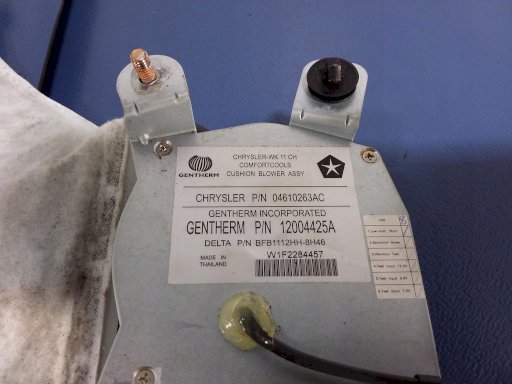 CHRYSLER-WK 11 CH
COMFORTCOOLS
CUSHION BLOWER ASSY
GENTHERM
CHRYSLER P/N 04610263AC
GENTHERM INCORPORATED
GENTHERM P/N 12004425A
DELTA P/N BFB1112HH-8H46
MADE IN
THAILAND
W1F2284457